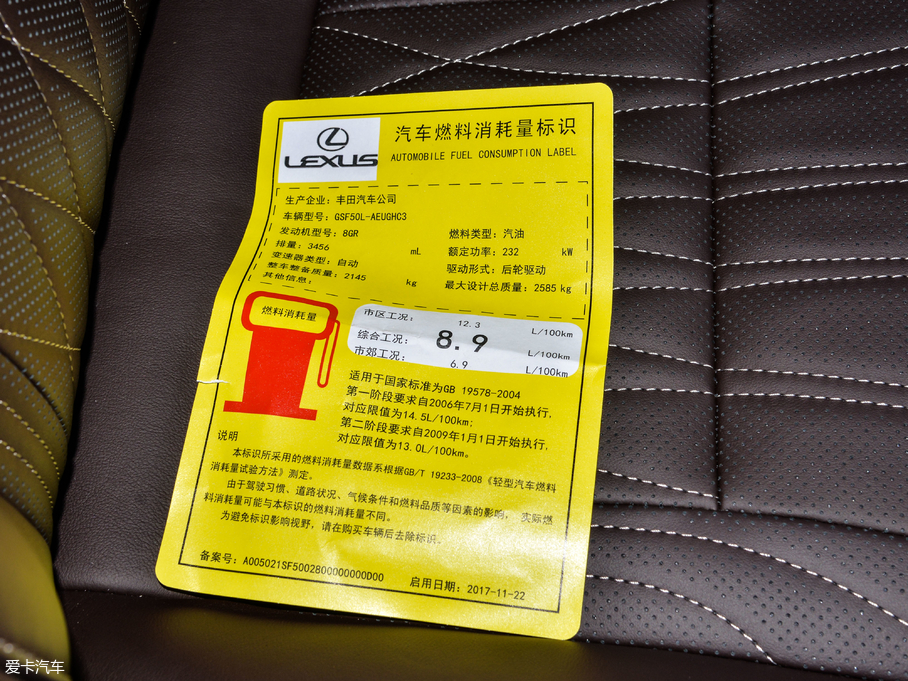 LEXUS
汽车燃料消耗量标识
AUTOMOBILE FUEL CONSUMPTION LABEL
生产企业：丰田汽车公司
车辆型号：GSF50L-AEUGHC3
发动机型号：8GR
燃料类型：汽油
排量：3456 mL
额定功率：232 kW
变速器类型：自动
驱动形式：后轮驱动
整车整备质量：2145 kg
最大设计总质量：2585 kg
其他信息：
燃料消耗量
市区工况： 12.3 L/100km
综合工况： 8.9 L/100km
市郊工况： 6.9 L/100km
适用于国家标准为GB 19578-2004
第一阶段要求自2006年7月1日开始执行，
对应限值为14.5L/100km；
第二阶段要求自2009年1月1日开始执行，
对应限值为13.0L/100km。
说明
本标识所采用的燃料消耗量数据系根据GB/T 19233-2008《轻型汽车燃料
消耗量试验方法》测定。
由于驾驶习惯、道路状况、气候条件和燃料品质等因素的影响， 实际燃
料消耗量可能与本标识的燃料消耗量不同。
为避免标识影响视野，请在购买车辆后去除标识。
备案号：A005021SF5002800000000D00
启用日期：2017-11-22
爱卡汽车